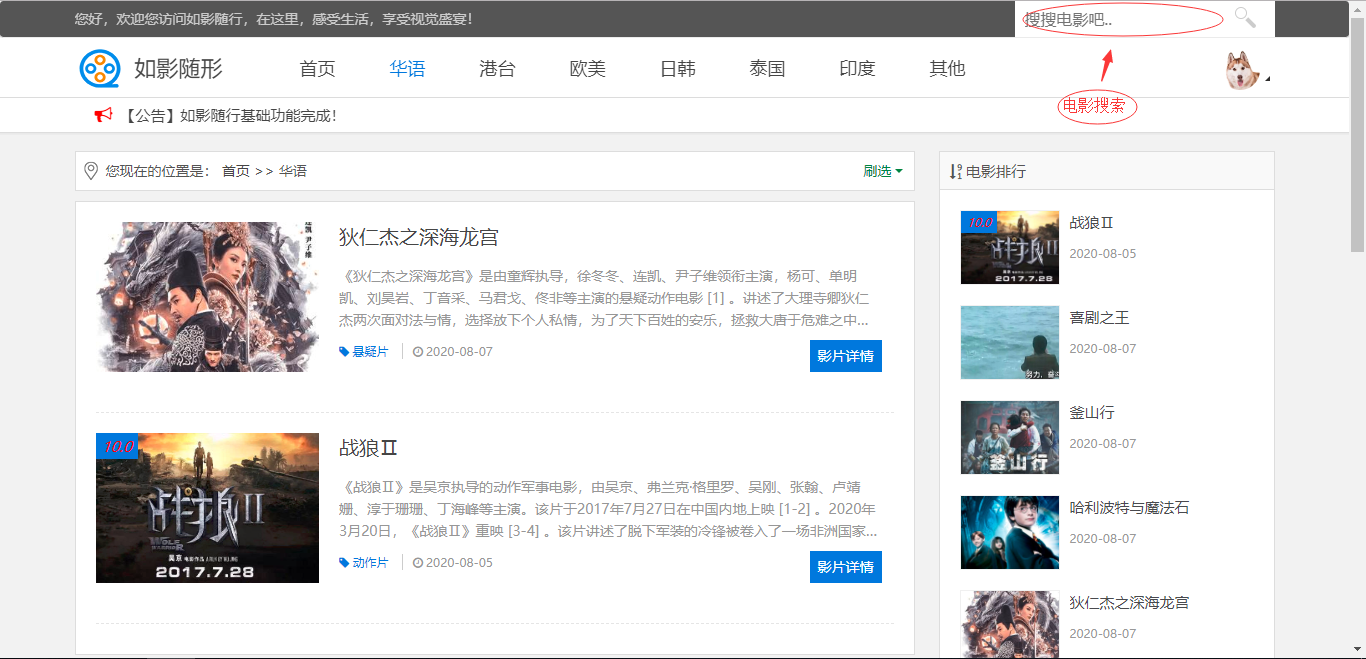 您好，欢迎您访问如影随行，在这里，感受生活，享受视觉盛宴！
搜搜电影吧..
如影随形
首页 华语 港台 欧美 日韩 泰国 印度 其他
电影搜索
【公告】如影随行基础功能完成！
您现在的位置是： 首页 >> 华语
刷选
狄仁杰之深海龙宫
《狄仁杰之深海龙宫》是由童辉执导，徐冬冬、连凯、尹子维领衔主演，杨可、单明
凯、刘昊岩、丁音采、马君戈、佟非等主演的悬疑动作电影 [1] 。讲述了大理寺卿狄仁
杰两次面对法与情，选择放下个人私情，为了天下百姓的安乐，拯救大唐于危难之中...
悬疑片 2020-08-07
影片详情
10.0
战狼Ⅱ
2017.7.28
战狼Ⅱ
《战狼Ⅱ》是吴京执导的动作军事电影，由吴京、弗兰克·格里罗、吴刚、张翰、卢靖
姗、淳于珊珊、丁海峰等主演。该片于2017年7月27日在中国内地上映 [1-2] 。2020年
3月20日，《战狼Ⅱ》重映 [3-4] 。该片讲述了脱下军装的冷锋被卷入了一场非洲国家...
动作片 2020-08-05
影片详情
电影排行
10.0
战狼Ⅱ
2017.7.28
战狼Ⅱ
2020-08-05
喜剧之王
2020-08-07
釜山行
釜山行
2020-08-07
哈利波特与魔法石
2020-08-07
狄仁杰之深海龙宫
2020-08-07